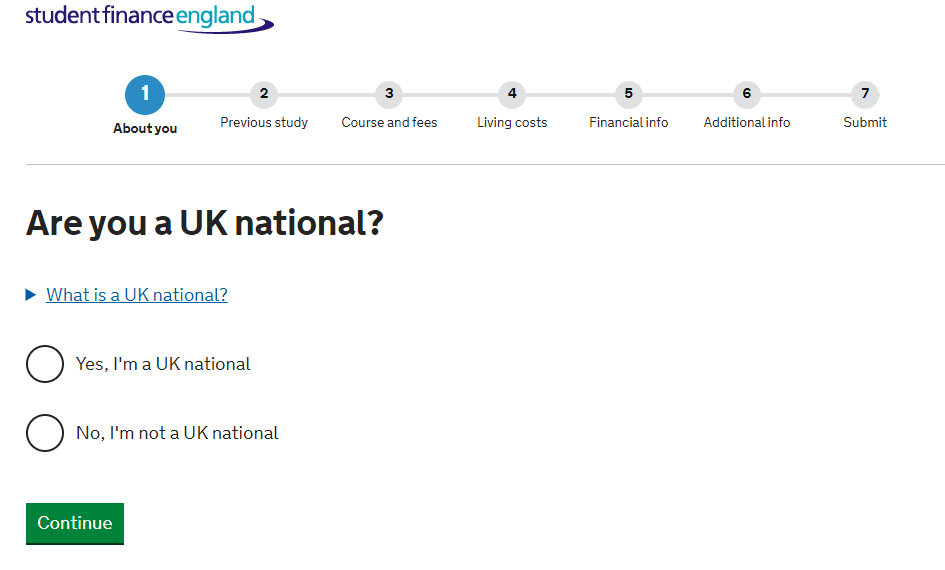 studentfinance england
1 2 3 4 5 6 7
About you Previous study Course and fees Living costs Financial info Additional info Submit
Are you a UK national?
What is a UK national?
Yes, I'm a UK national
No, I'm not a UK national
Continue